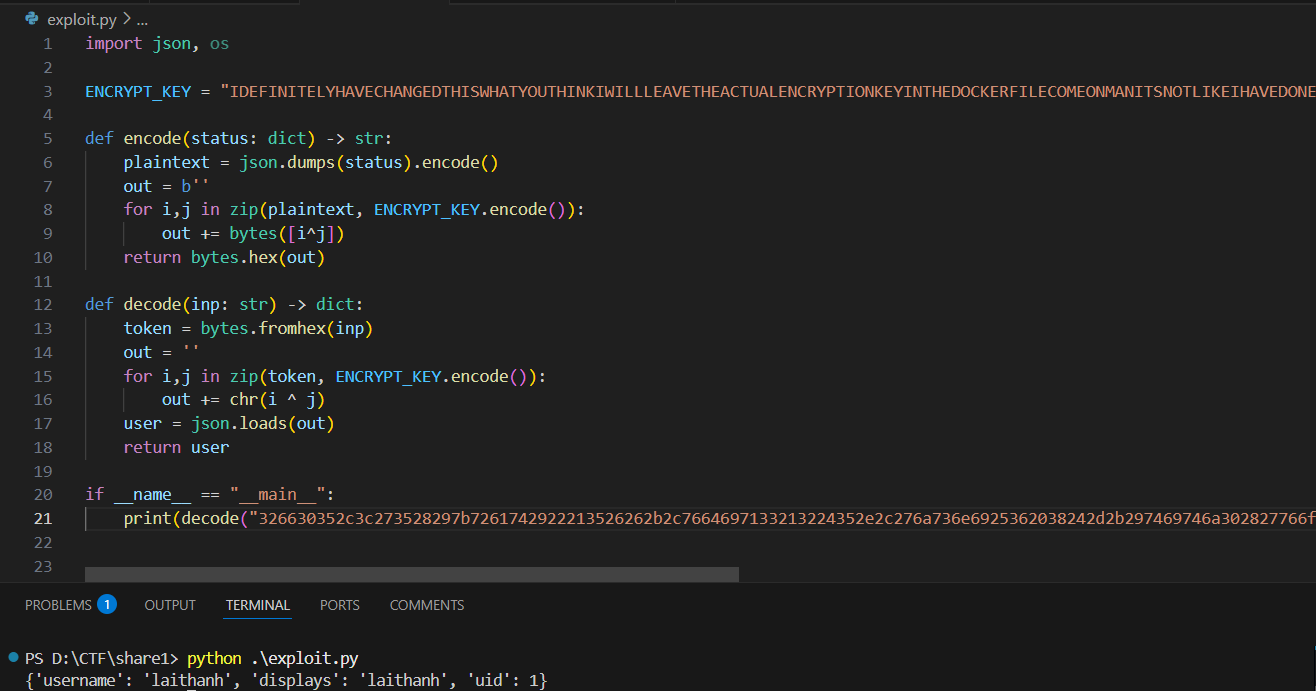 exploit.py > ...
1 import json, os
2
3 ENCRYPT_KEY = "IDEFINITELYHAVECHANGEDTHISWHATYOUTHINKIWILLLEAVETHEACTUALENCRYPTIONKEYINTHEDOCKERFILECOMEONMANITSNOTLIKEIHAVEDONE
4
5 def encode(status: dict) -> str:
6     plaintext = json.dumps(status).encode()
7     out = b''
8     for i,j in zip(plaintext, ENCRYPT_KEY.encode()):
9         out += bytes([i^j])
10     return bytes.hex(out)
11
12 def decode(inp: str) -> dict:
13     token = bytes.fromhex(inp)
14     out = ''
15     for i,j in zip(token, ENCRYPT_KEY.encode()):
16         out += chr(i ^ j)
17     user = json.loads(out)
18     return user
19
20 if __name__ == "__main__":
21     print(decode("326630352c3c273528297b7261742922213526262b2c7664697133213224352e2c276a736e6925362038242d2b297469746a302827766f
22
23
PROBLEMS 1 OUTPUT TERMINAL PORTS COMMENTS
PS D:\CTF\share1> python .\exploit.py
{'username': 'laithanh', 'displays': 'laithanh', 'uid': 1}